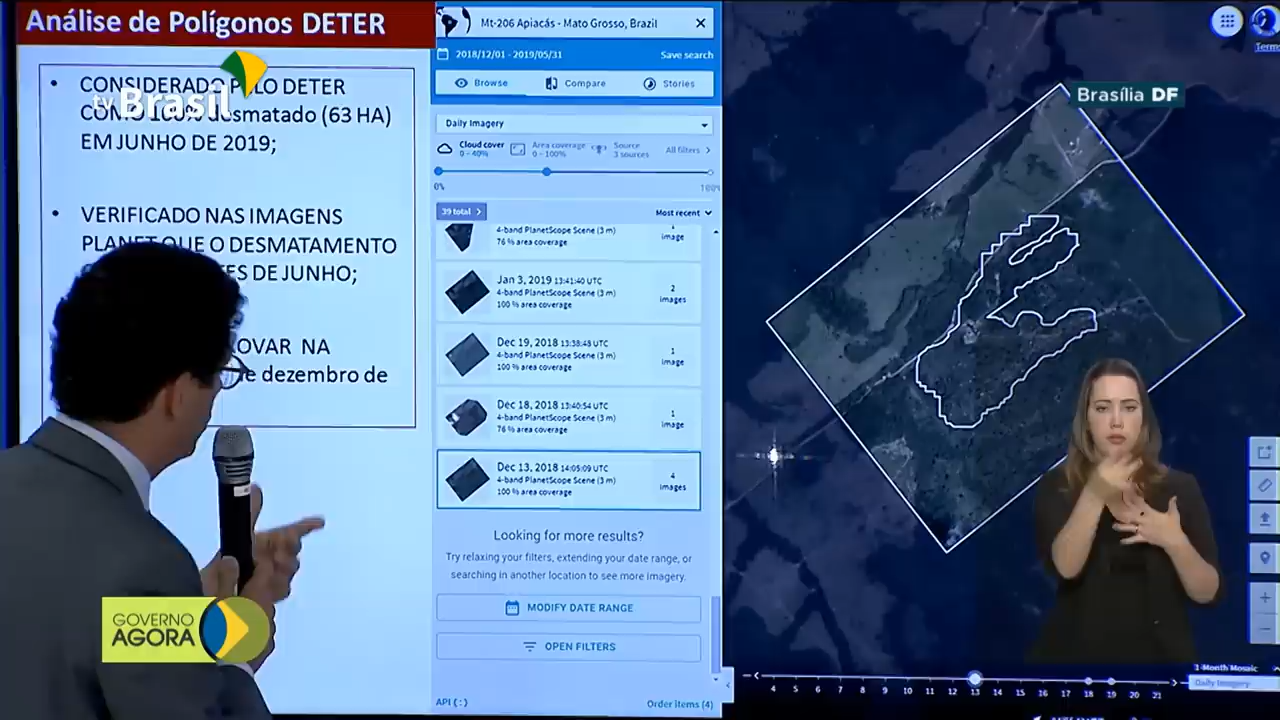 Análise de Polígonos DETER
• CONSIDERADO PELO DETER
COMO 100% desmatado (63 HA)
EM JUNHO DE 2019;
tv Brasil
• VERIFICADO NAS IMAGENS
PLANET QUE O DESMATAMENTO
ES DE JUNHO;
OVAR NA
de dezembro de
GOVERNO
AGORA
Mt-206 Apiacás - Mato Grosso, Brazil ×
2018/12/01 - 2019/05/31 Save search
Browse Compare Stories
Daily Imagery
Cloud cover Area coverage Source All filters >
0 - 40% 0 - 100% 3 sources
0% 100%
39 total > Most recent
4-band PlanetScope Scene (3 m) 1
76 % area coverage image
Jan 3, 2019 13:41:40 UTC
4-band PlanetScope Scene (3 m) 2
100 % area coverage images
Dec 19, 2018 13:38:48 UTC
4-band PlanetScope Scene (3 m) 1
100 % area coverage image
Dec 18, 2018 13:40:54 UTC
4-band PlanetScope Scene (3 m) 1
76 % area coverage image
Dec 13, 2018 14:05:09 UTC
4-band PlanetScope Scene (3 m) 4
100 % area coverage images
Looking for more results?
Try relaxing your filters, extending your date range, or
searching in another location to see more imagery.
MODIFY DATE RANGE
OPEN FILTERS
API Order items (4)
Brasília DF
Term
1-Month Mosaic
Daily Imagery
4 5 6 7 8 9 10 11 12 13 14 15 16 17 18 19 20 21